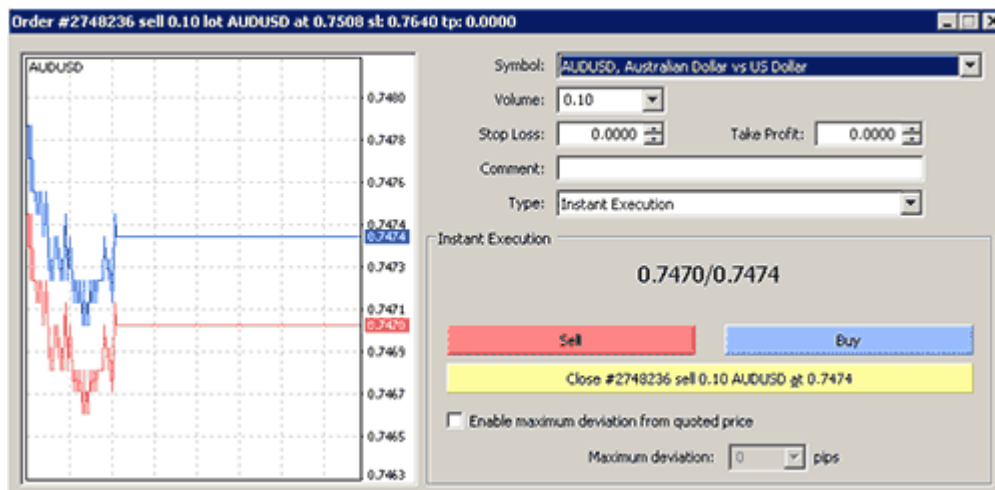 Order #2748236 sell 0.10 lot AUDUSD at 0.7508 sl: 0.7640 tp: 0.0000
AUDUSD
0.7480
0.7478
0.7476
0.7474
0.7474
0.7473
0.7471
0.7470
0.7469
0.7467
0.7465
0.7463
Symbol: AUDUSD, Australian Dollar vs US Dollar
Volume: 0.10
Stop Loss: 0.0000 Take Profit: 0.0000
Comment:
Type: Instant Execution
Instant Execution
0.7470/0.7474
Sell Buy
Close #2748236 sell 0.10 AUDUSD at 0.7474
Enable maximum deviation from quoted price
Maximum deviation: 0 pips